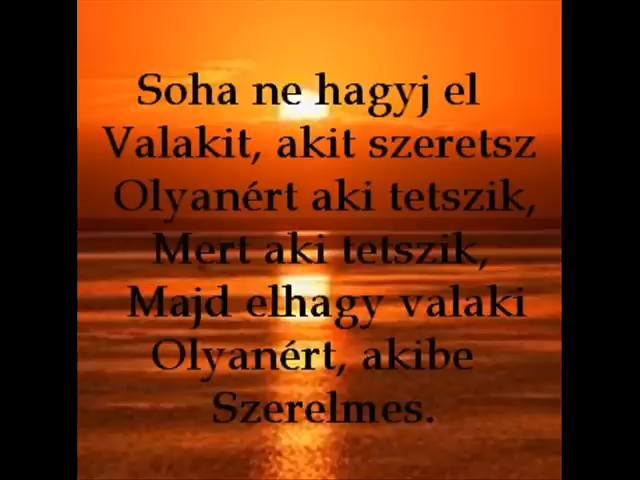 Soha ne hagyj el
Valakit, akit szeretsz
Olyanért aki tetszik,
Mert aki tetszik,
Majd elhagy valaki
Olyanért, akibe
Szerelmes.